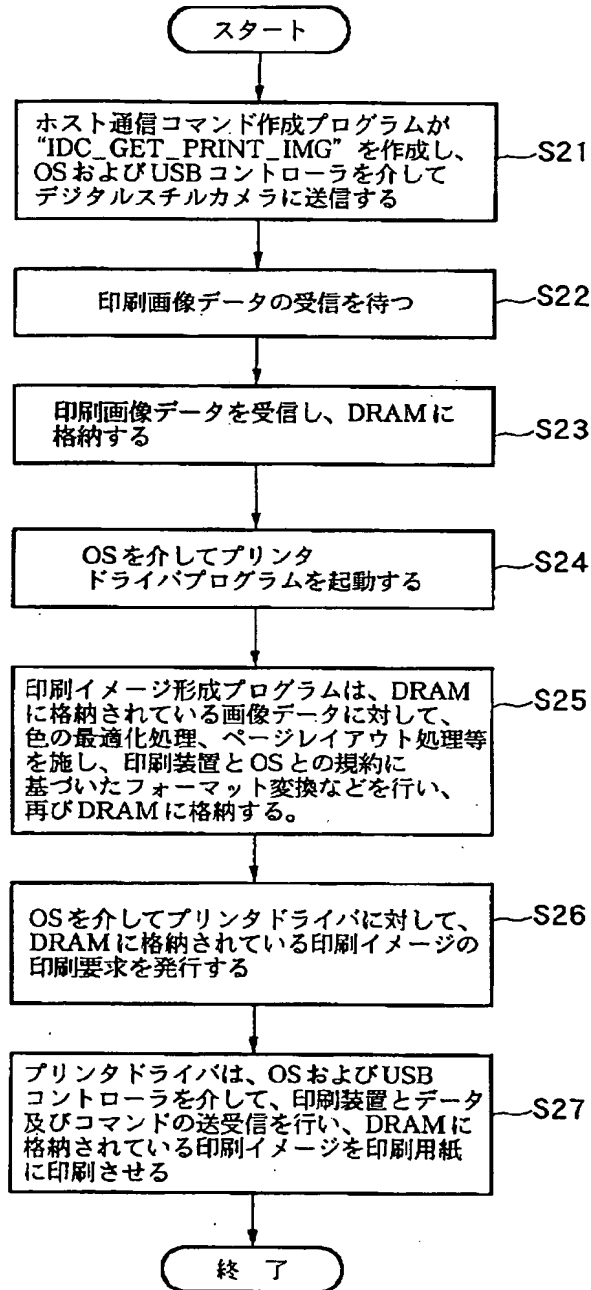 スタート
ホスト通信コマンド作成プログラムが
“IDC_GET_PRINT_IMG” を作成し、
OSおよびUSBコントローラを介して
デジタルスチルカメラに送信する
S21
印刷画像データの受信を待つ
S22
印刷画像データを受信し、DRAMに
格納する
S23
OSを介してプリンタ
ドライバプログラムを起動する
S24
印刷イメージ形成プログラムは、DRAM
に格納されている画像データに対して、
色の最適化処理、ページレイアウト処理等
を施し、印刷装置とOSとの規約に
基づいたフォーマット変換などを行い、
再びDRAMに格納する。
S25
OSを介してプリンタドライバに対して、
DRAMに格納されている印刷イメージの
印刷要求を発行する
S26
プリンタドライバは、OSおよびUSB
コントローラを介して、印刷装置とデータ
及びコマンドの送受信を行い、DRAMに
格納されている印刷イメージを印刷用紙
に印刷させる
S27
終 了